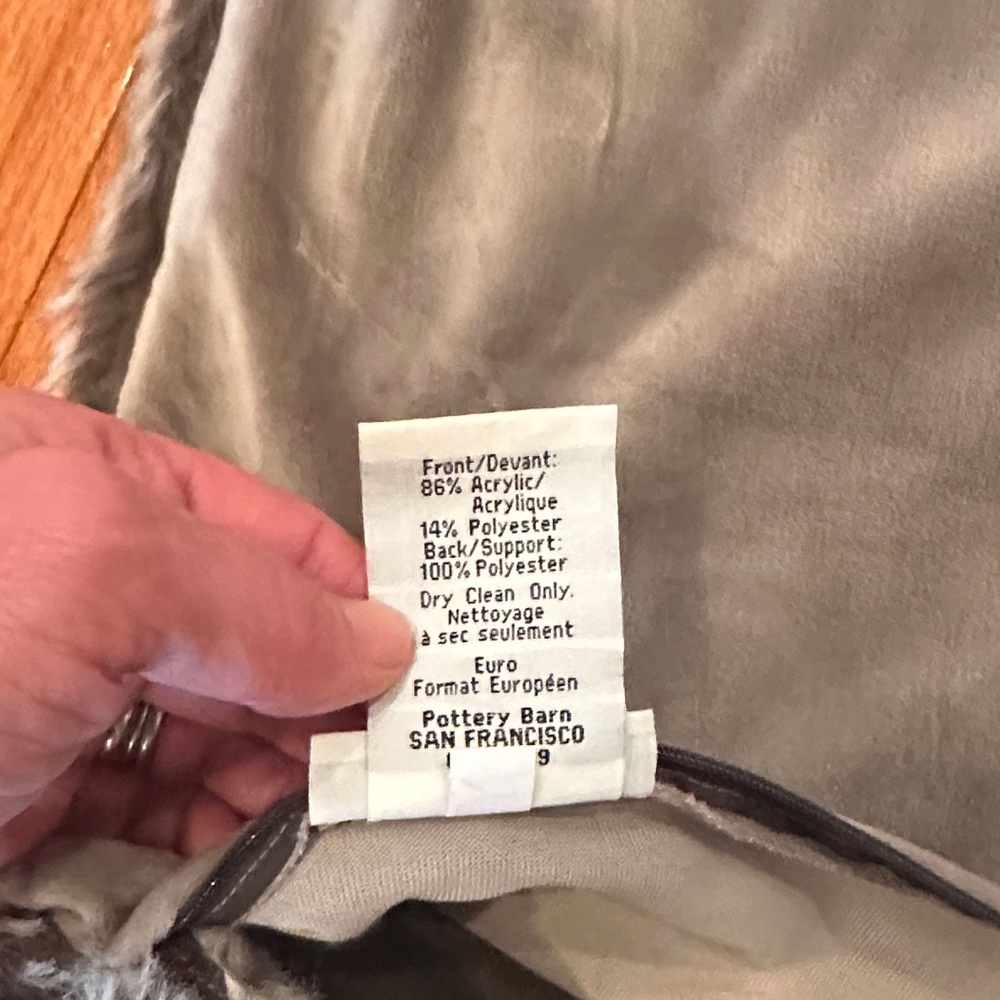 Front/Devant:
86% Acrylic/
Acrylique
14% Polyester
Back/Support:
100% Polyester
Dry Clean Only.
Nettoyage
à sec seulement
Euro
Format Européen
Pottery Barn
SAN FRANCISCO
9